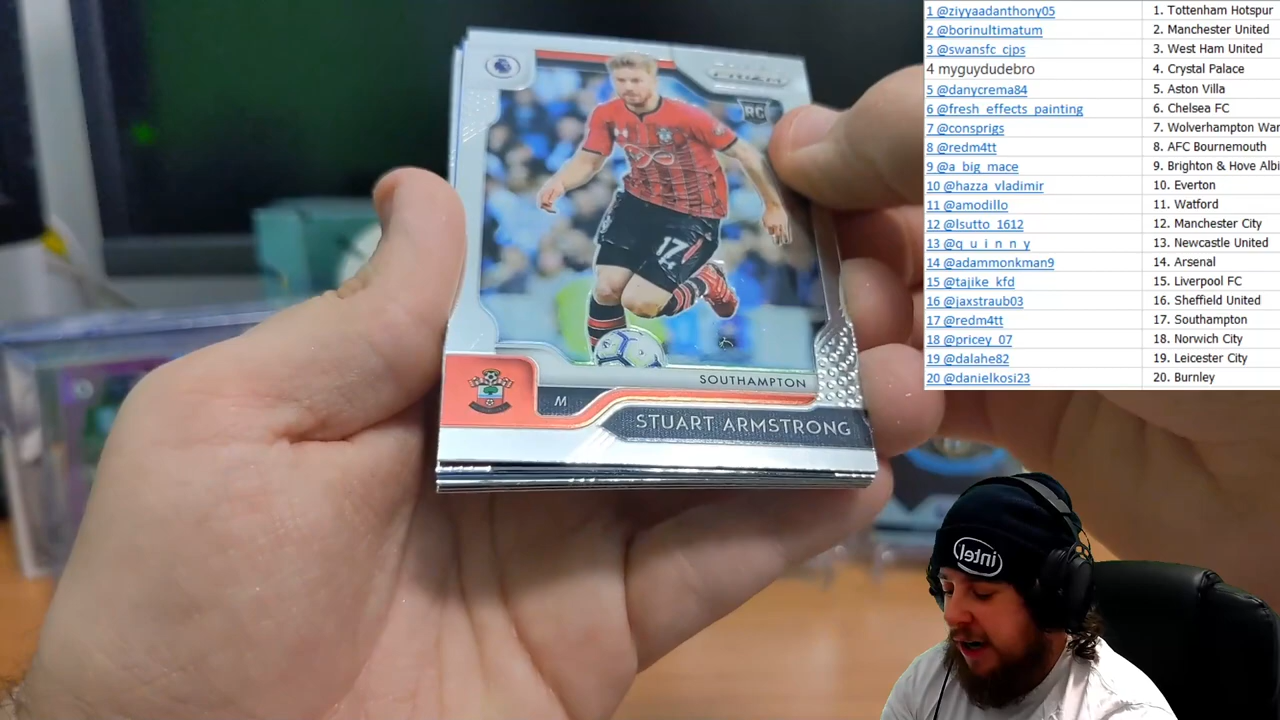 PRIZM
RC
17
SOUTHAMPTON
M
STUART ARMSTRONG
intel
1 @ziyyaadanthony05 1. Tottenham Hotspur
2 @borinultimatum 2. Manchester United
3 @swansfc_cjps 3. West Ham United
4 myguydudebro 4. Crystal Palace
5 @danycrema84 5. Aston Villa
6 @fresh_effects_painting 6. Chelsea FC
7 @consprigs 7. Wolverhampton Wan
8 @redm4tt 8. AFC Bournemouth
9 @a_big_mace 9. Brighton & Hove Albi
10 @hazza_vladimir 10. Everton
11 @amodillo 11. Watford
12 @lsutto_1612 12. Manchester City
13 @q_u_i_n_n_y 13. Newcastle United
14 @adammonkman9 14. Arsenal
15 @tajike_kfd 15. Liverpool FC
16 @jaxstraub03 16. Sheffield United
17 @redm4tt 17. Southampton
18 @pricey_07 18. Norwich City
19 @dalahe82 19. Leicester City
20 @danielkosi23 20. Burnley